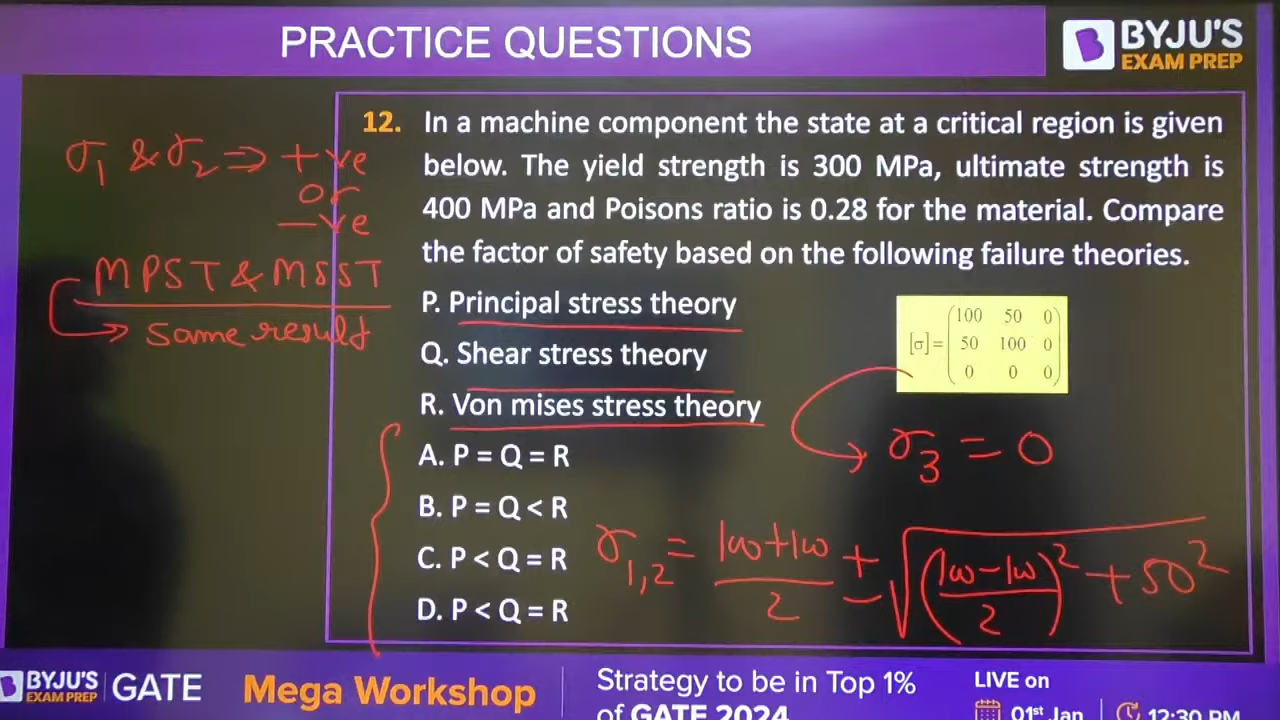 PRACTICE QUESTIONS
BYJU'S
EXAM PREP
σ1 & σ2 ⇒ +ve
or
−ve
MPST & MSST
→ same result
12. In a machine component the state at a critical region is given
below. The yield strength is 300 MPa, ultimate strength is
400 MPa and Poisons ratio is 0.28 for the material. Compare
the factor of safety based on the following failure theories.
P. Principal stress theory
Q. Shear stress theory
R. Von mises stress theory
[σ] = (100 50 0
50 100 0
0 0 0)
A. P = Q = R
B. P = Q < R
C. P < Q = R
D. P < Q = R
σ3 = 0
σ1,2 = (100+100)/2 ± √(((100−100)/2)² + 50²)
BYJU'S
EXAM PREP
GATE
Mega Workshop
Strategy to be in Top 1%
of GATE 2024
LIVE on
01st Jan
12:30 PM